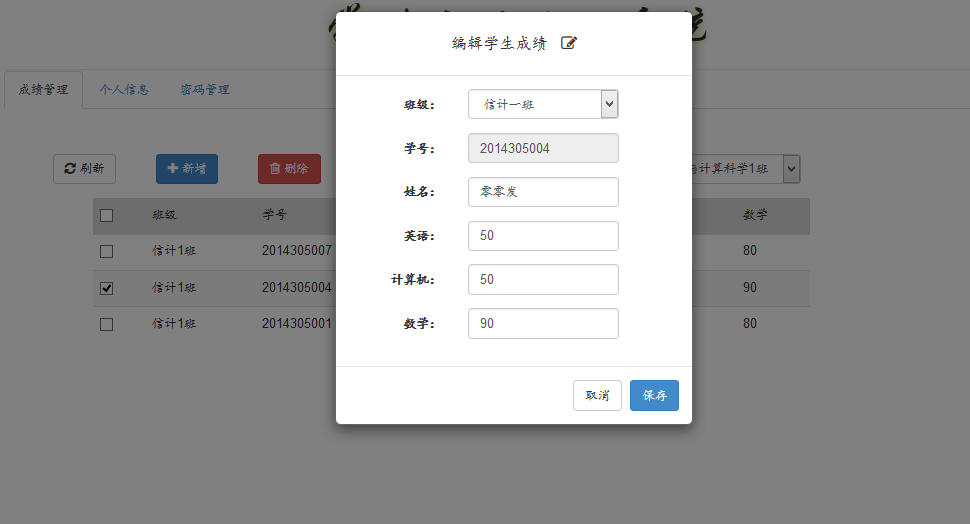 编辑学生成绩
成绩管理 个人信息 密码管理
班级： 信计一班
学号： 2014305004
姓名： 零零发
英语： 50
计算机： 50
数学： 90
取消 保存
刷新 新增 删除 计算科学1班
班级 学号 数学
信计1班 2014305007 80
信计1班 2014305004 90
信计1班 2014305001 80